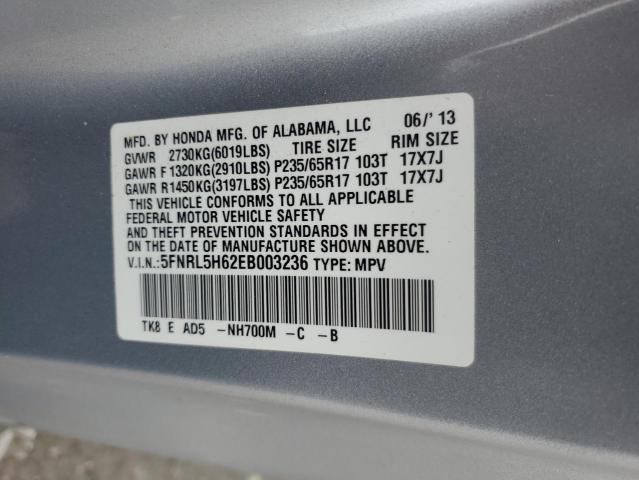 MFD. BY HONDA MFG. OF ALABAMA, LLC 06/'13
GVWR 2730KG(6019LBS) TIRE SIZE RIM SIZE
GAWR F1320KG(2910LBS) P235/65R17 103T 17X7J
GAWR R1450KG(3197LBS) P235/65R17 103T 17X7J
THIS VEHICLE CONFORMS TO ALL APPLICABLE
FEDERAL MOTOR VEHICLE SAFETY
AND THEFT PREVENTION STANDARDS IN EFFECT
ON THE DATE OF MANUFACTURE SHOWN ABOVE.
V.I.N.:5FNRL5H62EB003236 TYPE: MPV
TK8 E AD5 -NH700M -C -B